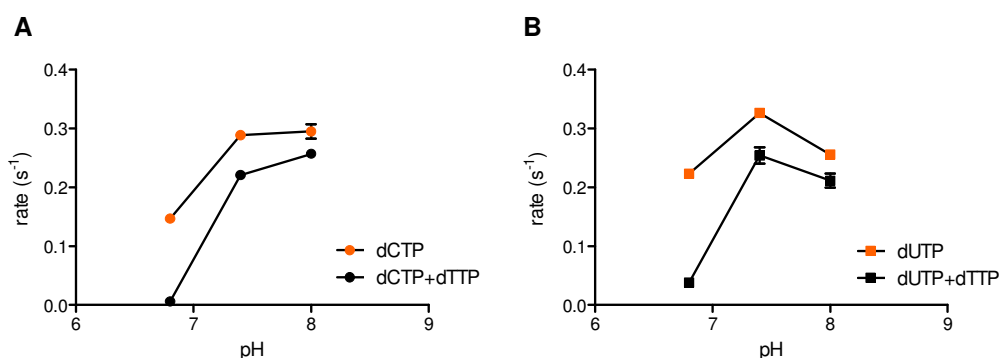 A
rate (s⁻¹)
0.4
0.3
0.2
0.1
0.0
6
7
8
9
pH
dCTP
dCTP+dTTP
B
rate (s⁻¹)
0.4
0.3
0.2
0.1
0.0
6
7
8
9
pH
dUTP
dUTP+dTTP